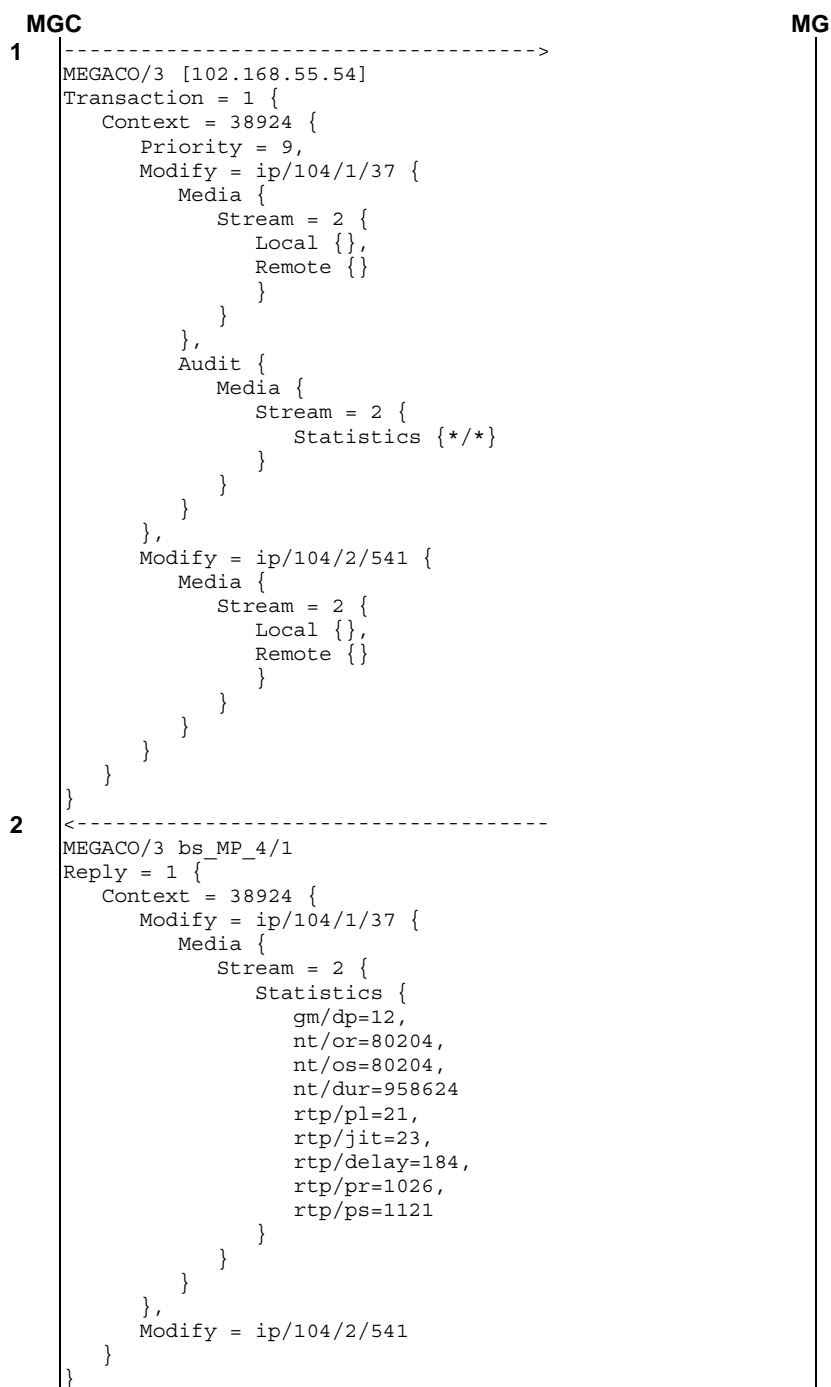 MGC MG
1 ------------------------------------->
MEGACO/3 [102.168.55.54]
Transaction = 1 {
   Context = 38924 {
      Priority = 9,
      Modify = ip/104/1/37 {
         Media {
            Stream = 2 {
               Local {},
               Remote {}
               }
            }
         },
         Audit {
            Media {
               Stream = 2 {
                  Statistics {*/*}
               }
            }
         }
      },
      Modify = ip/104/2/541 {
         Media {
            Stream = 2 {
               Local {},
               Remote {}
               }
            }
         }
      }
   }
}
2 <-------------------------------------
MEGACO/3 bs_MP_4/1
Reply = 1 {
   Context = 38924 {
      Modify = ip/104/1/37 {
         Media {
            Stream = 2 {
               Statistics {
                  gm/dp=12,
                  nt/or=80204,
                  nt/os=80204,
                  nt/dur=958624
                  rtp/pl=21,
                  rtp/jit=23,
                  rtp/delay=184,
                  rtp/pr=1026,
                  rtp/ps=1121
               }
            }
         }
      },
      Modify = ip/104/2/541
   }
}